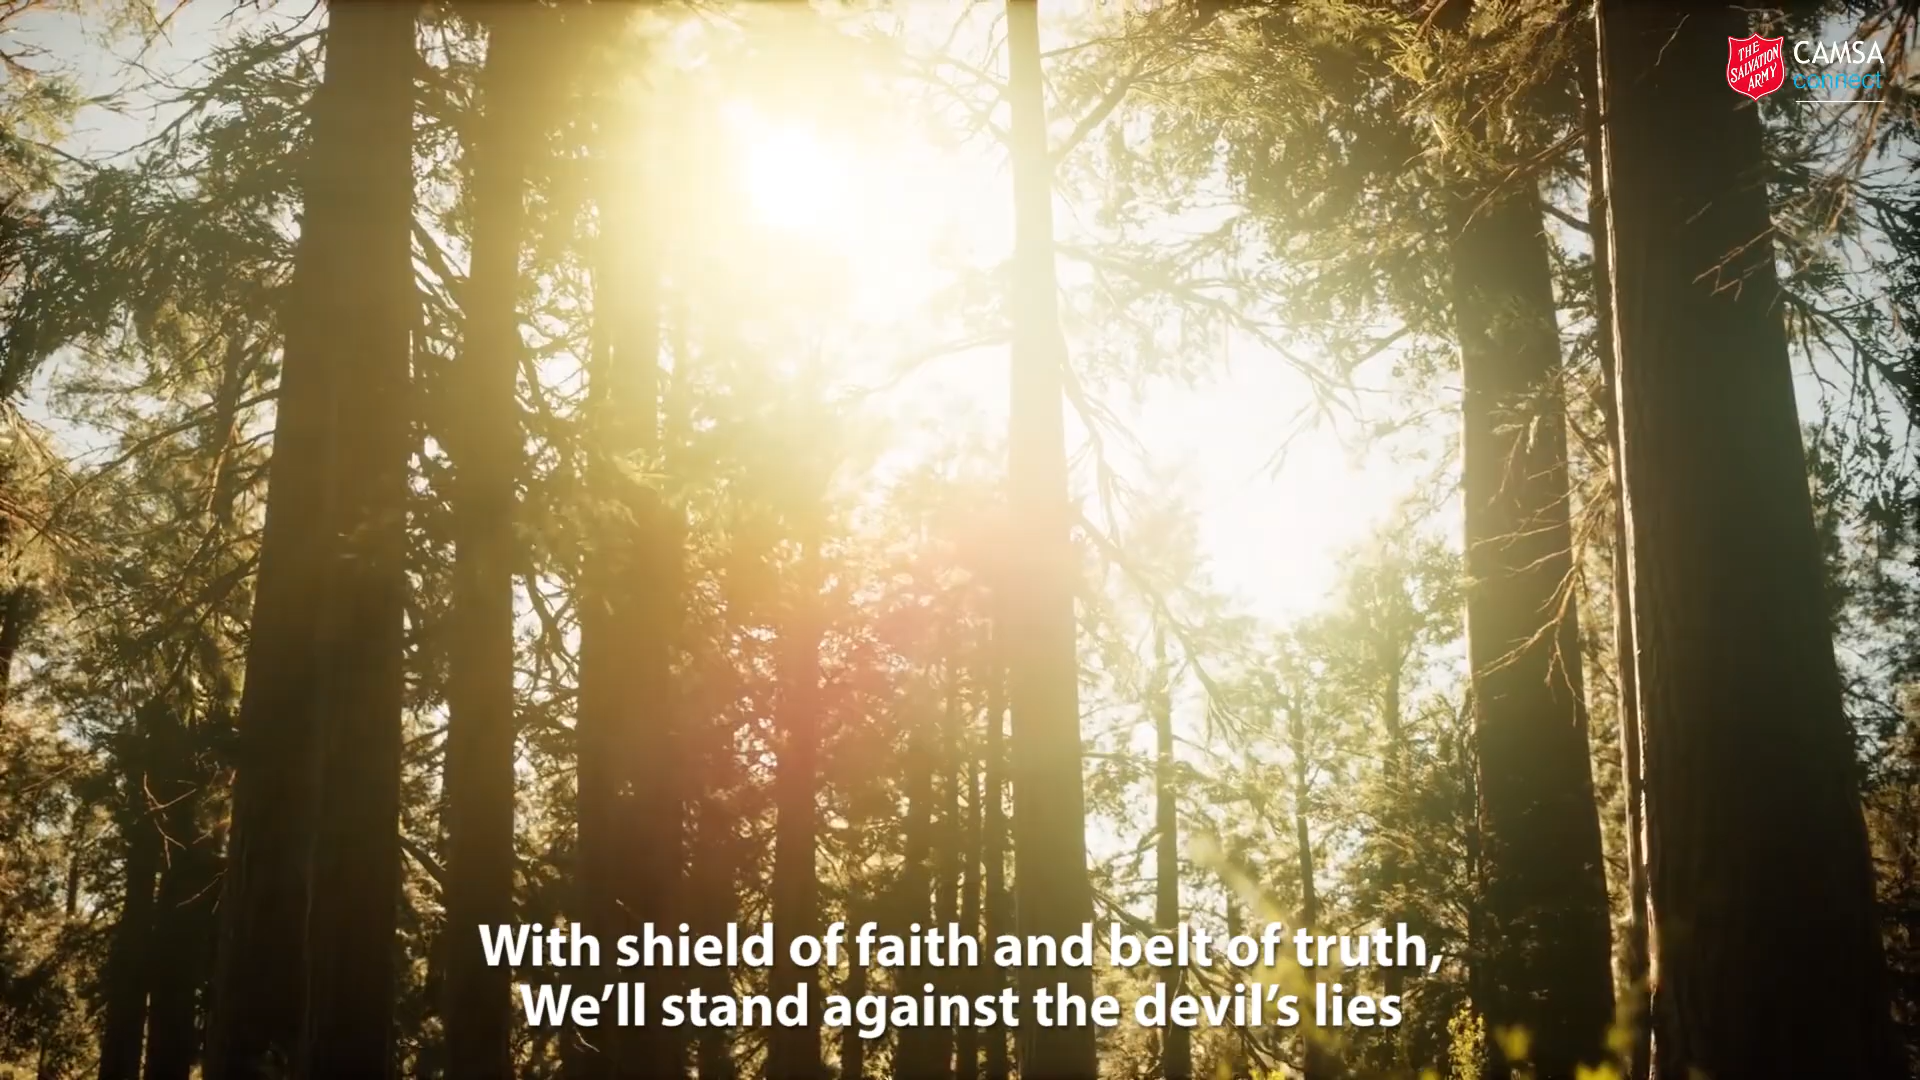 THE
SALVATION
ARMY
CAMSA
connect
With shield of faith and belt of truth,
We’ll stand against the devil’s lies